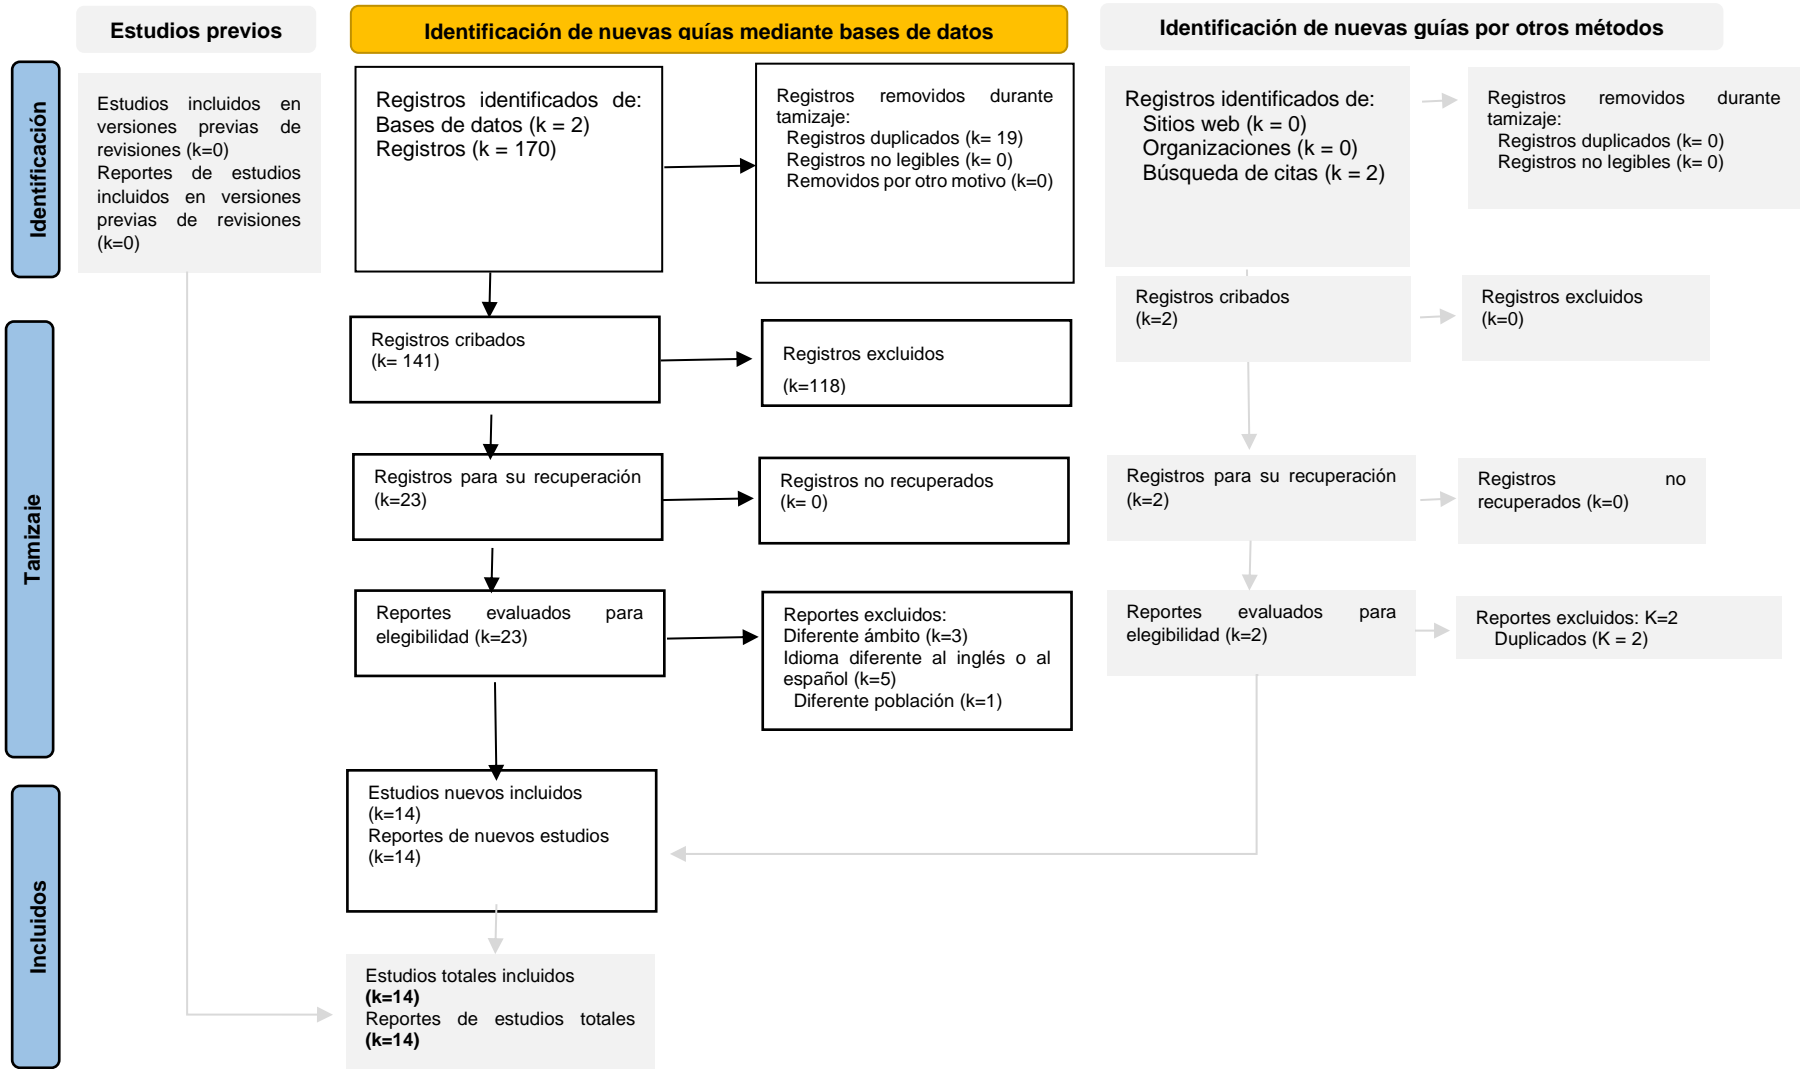 Estudios previos
Identificación de nuevas guías mediante bases de datos
Identificación de nuevas guías por otros métodos
Identificación
Estudios incluidos en
versiones previas de
revisiones (k=0)
Reportes de estudios
incluidos en versiones
previas de revisiones
(k=0)
Registros identificados de:
Bases de datos (k = 2)
Registros (k = 170)
Registros removidos durante
tamizaje:
Registros duplicados (k= 19)
Registros no legibles (k= 0)
Removidos por otro motivo (k=0)
Registros identificados de:
Sitios web (k = 0)
Organizaciones (k = 0)
Búsqueda de citas (k = 2)
Registros removidos durante
tamizaje:
Registros duplicados (k= 0)
Registros no legibles (k= 0)
Tamizaje
Registros cribados
(k= 141)
Registros excluidos
(k=118)
Registros cribados
(k=2)
Registros excluidos
(k=0)
Registros para su recuperación
(k=23)
Registros no recuperados
(k= 0)
Registros para su recuperación
(k=2)
Registros no
recuperados (k=0)
Reportes evaluados para
elegibilidad (k=23)
Reportes excluidos:
Diferente ámbito (k=3)
Idioma diferente al inglés o al
español (k=5)
Diferente población (k=1)
Reportes evaluados para
elegibilidad (k=2)
Reportes excluidos: K=2
Duplicados (K = 2)
Incluidos
Estudios nuevos incluidos
(k=14)
Reportes de nuevos estudios
(k=14)
Estudios totales incluidos
(k=14)
Reportes de estudios totales
(k=14)